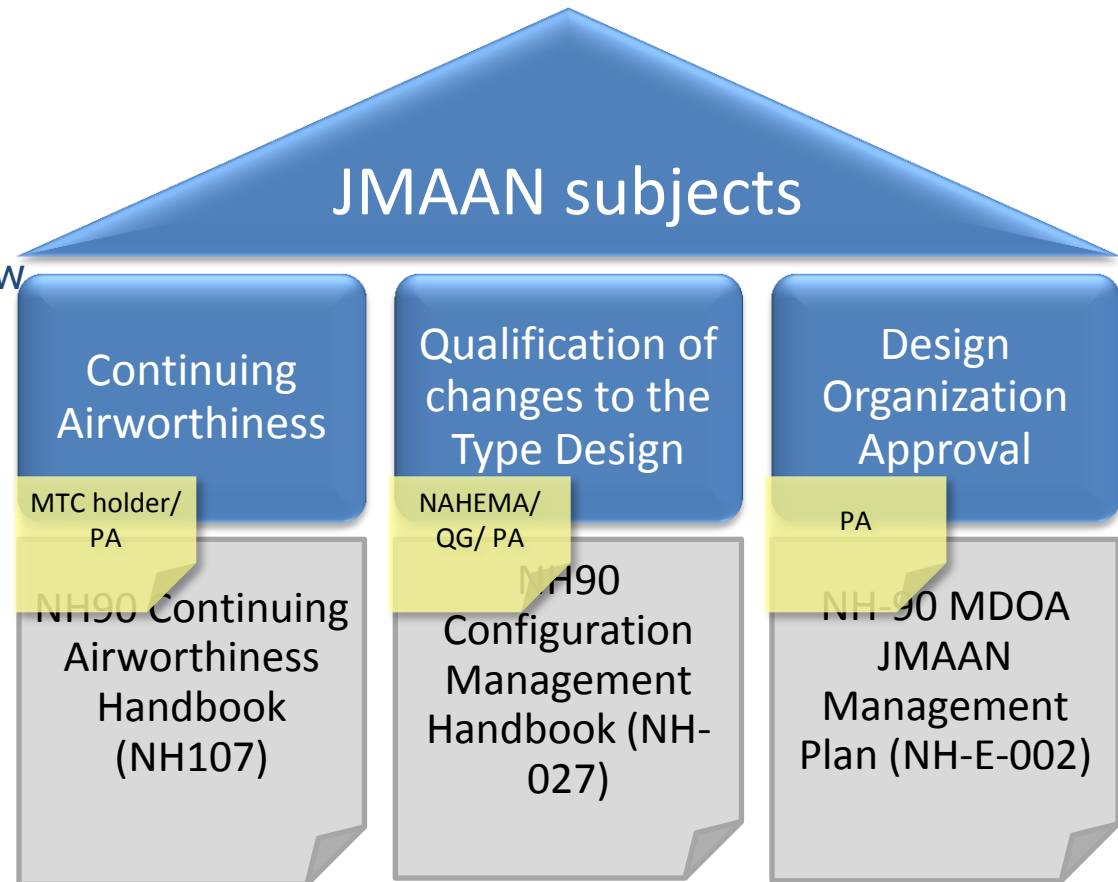 JMAAN subjects
w
Continuing
Airworthiness
MTC holder/
PA
NH90 Continuing
Airworthiness
Handbook
(NH107)
Qualification of
changes to the
Type Design
NAHEMA/
QG/ PA
NH90
Configuration
Management
Handbook (NH-
027)
Design
Organization
Approval
PA
NH-90 MDOA
JMAAN
Management
Plan (NH-E-002)